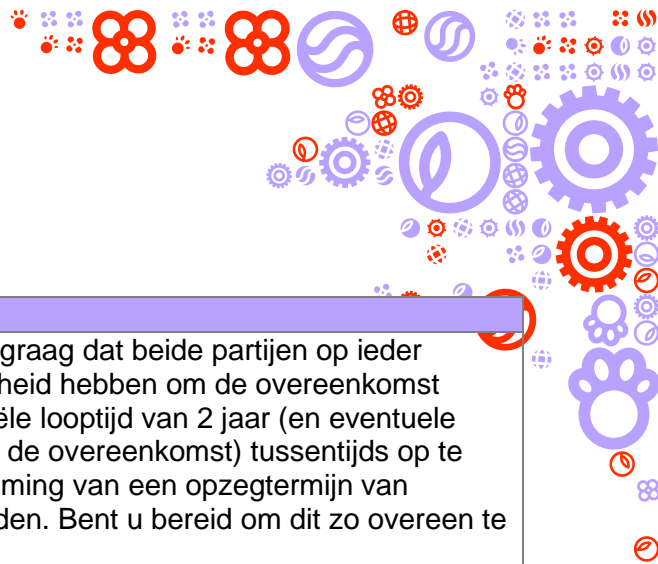 graag dat beide partijen op ieder
heid hebben om de overeenkomst
ële looptijd van 2 jaar (en eventuele
de overeenkomst) tussentijds op te
ming van een opzegtermijn van
den. Bent u bereid om dit zo overeen te